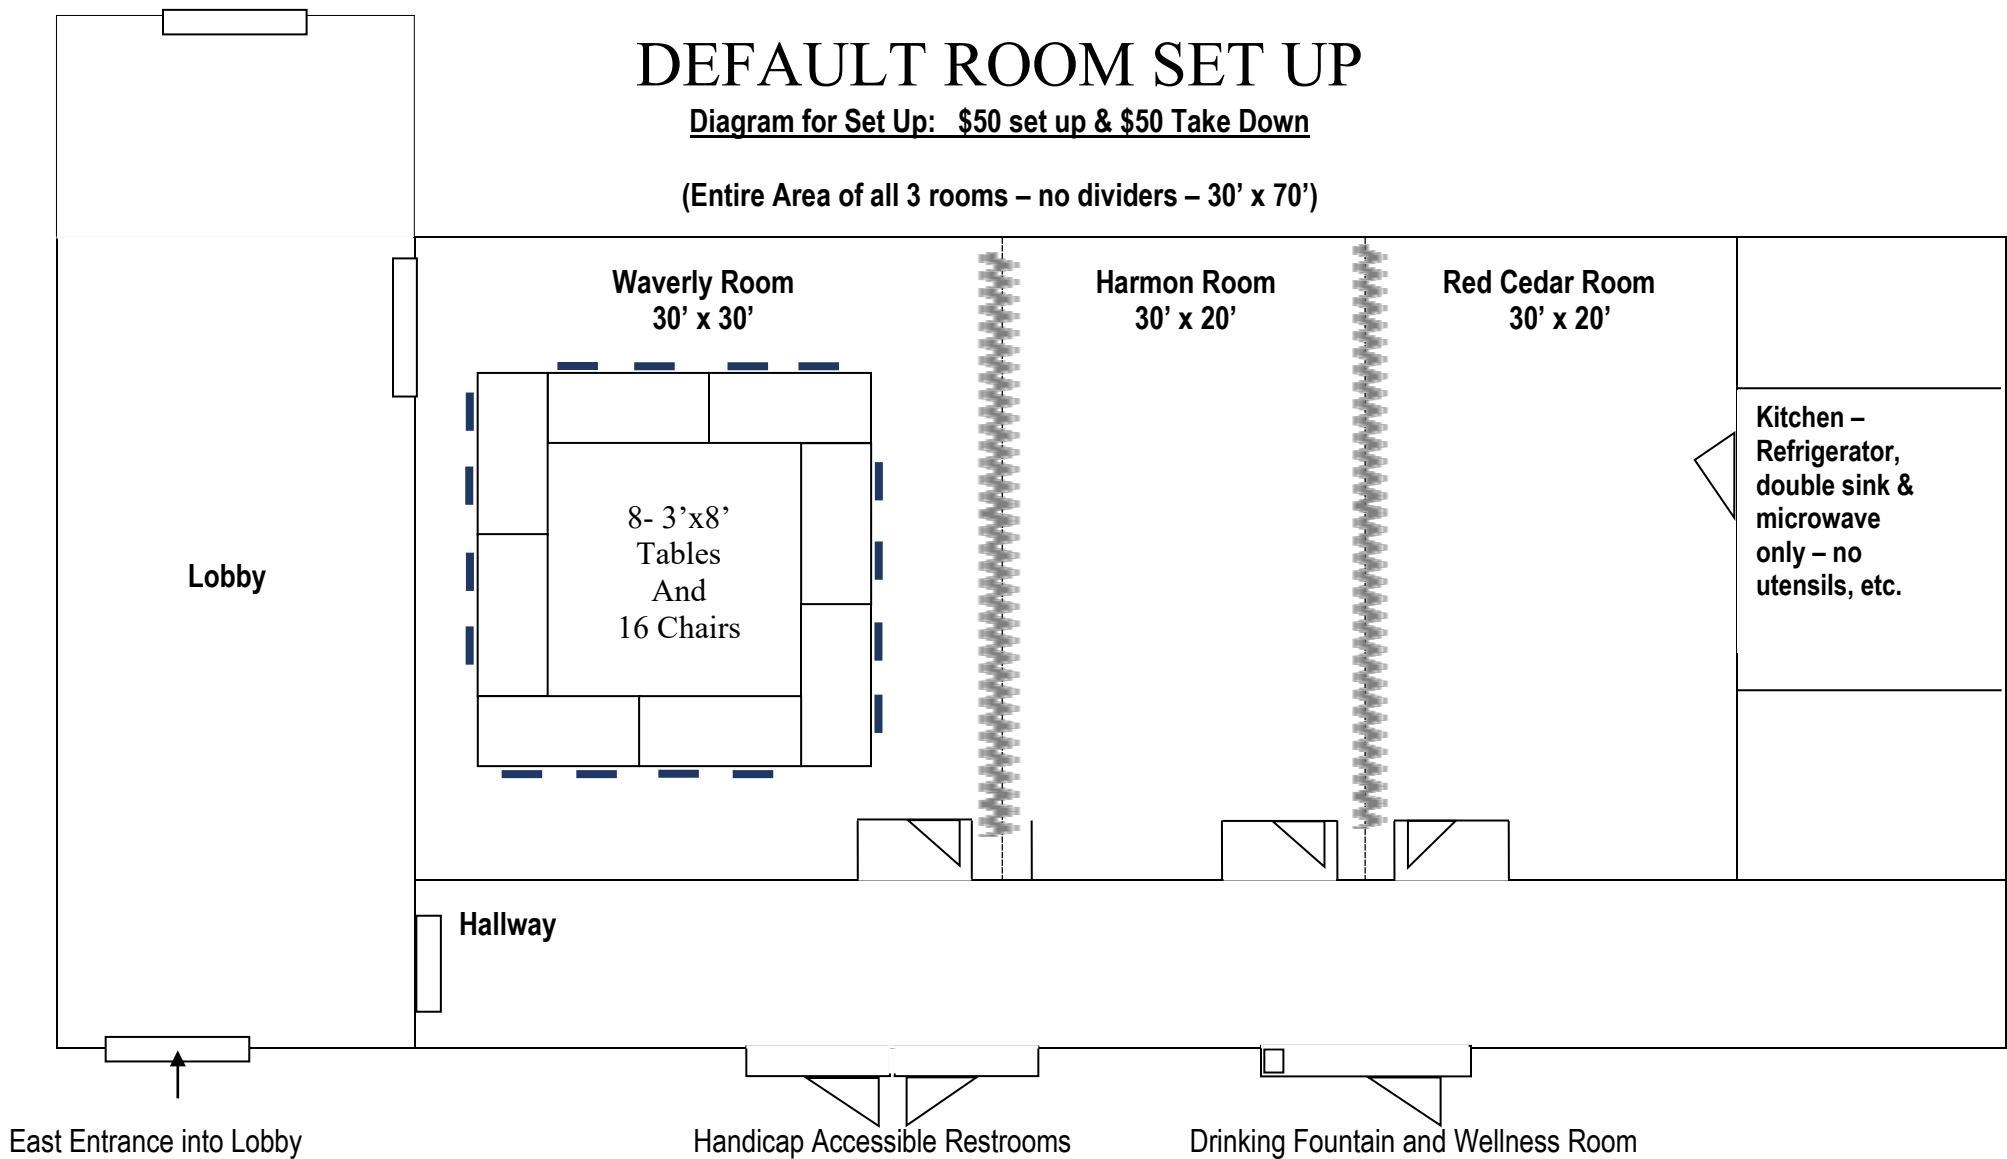 DEFAULT ROOM SET UP
Diagram for Set Up:   $50 set up & $50 Take Down
(Entire Area of all 3 rooms – no dividers – 30’ x 70’)
Waverly Room
30’ x 30’
Harmon Room
30’ x 20’
Red Cedar Room
30’ x 20’
Kitchen –
Refrigerator,
double sink &
microwave
only – no
utensils, etc.
8- 3’x8’
Tables
And
16 Chairs
Lobby
Hallway
East Entrance into Lobby
Handicap Accessible Restrooms
Drinking Fountain and Wellness Room